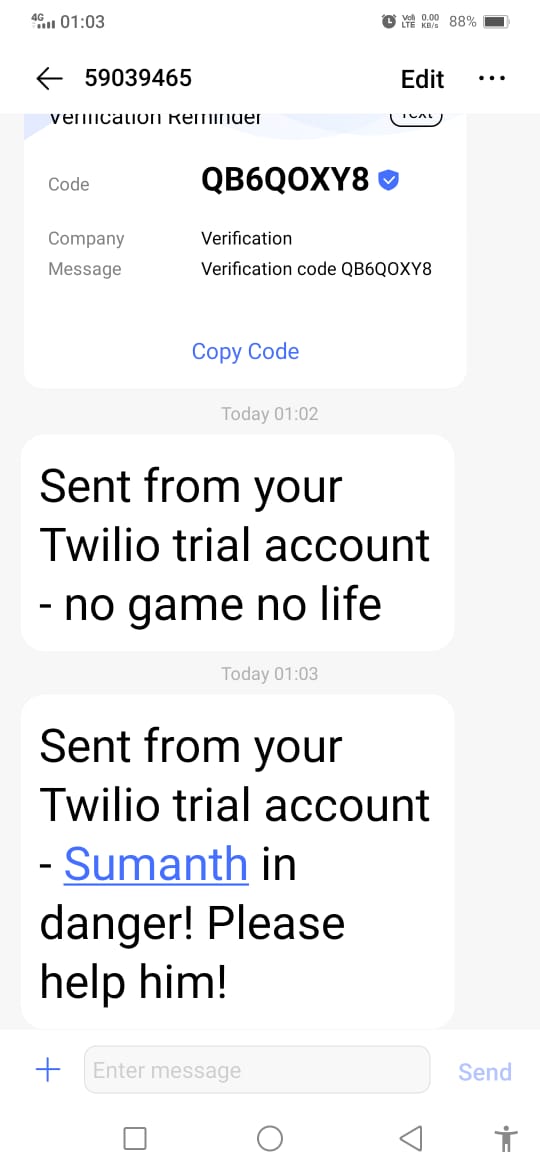 4G 01:03 Vo) LTE 0.00 KB/s 88%
59039465 Edit
Verification Reminder Text
Code QB6QOXY8
Company Verification
Message Verification code QB6QOXY8
Copy Code
Today 01:02
Sent from your
Twilio trial account
- no game no life
Today 01:03
Sent from your
Twilio trial account
- Sumanth in
danger! Please
help him!
Enter message Send